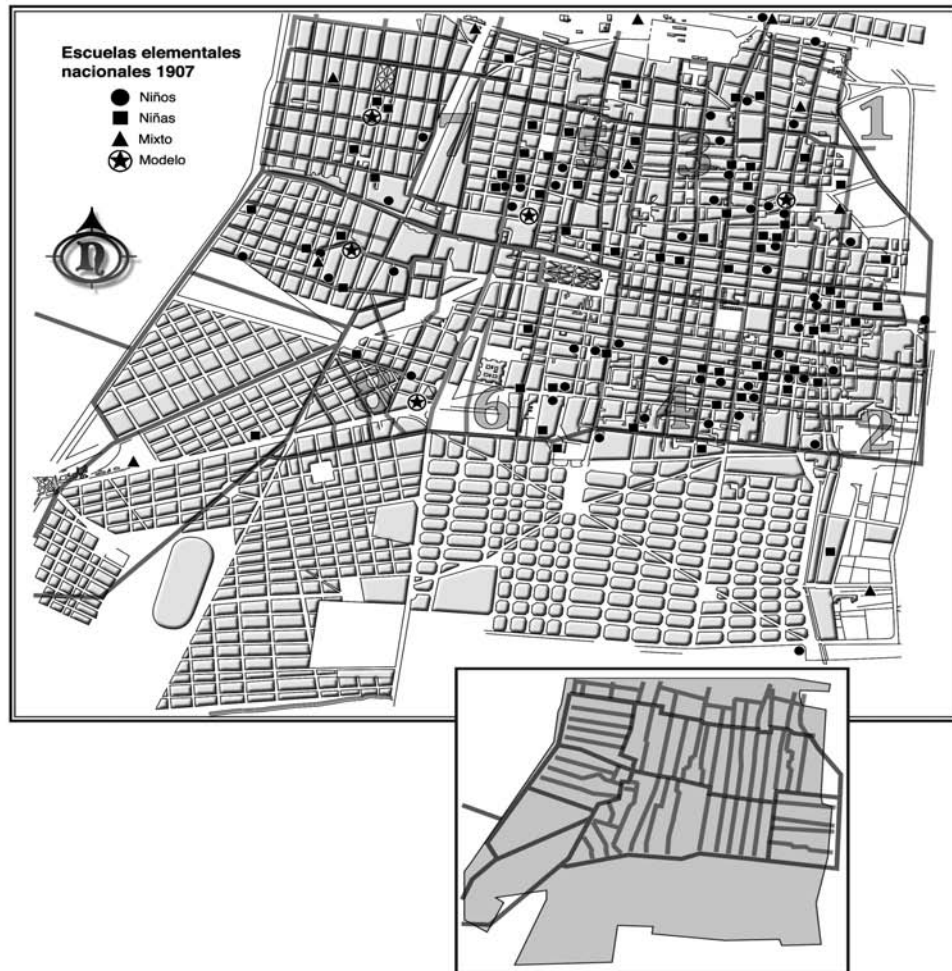 Escuelas elementales
nacionales 1907
Niños
Niñas
Mixto
Modelo
N
1
2
3
4
5
6
7
8